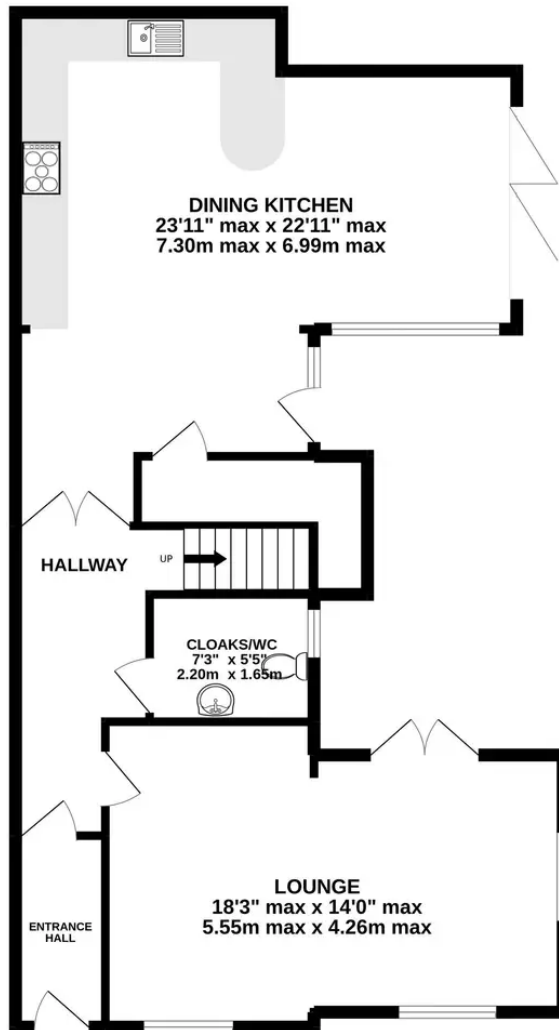 DINING KITCHEN
23'11" max x 22'11" max
7.30m max x 6.99m max
HALLWAY
UP
CLOAKS/WC
7'3" x 5'5"
2.20m x 1.65m
LOUNGE
18'3" max x 14'0" max
5.55m max x 4.26m max
ENTRANCE
HALL